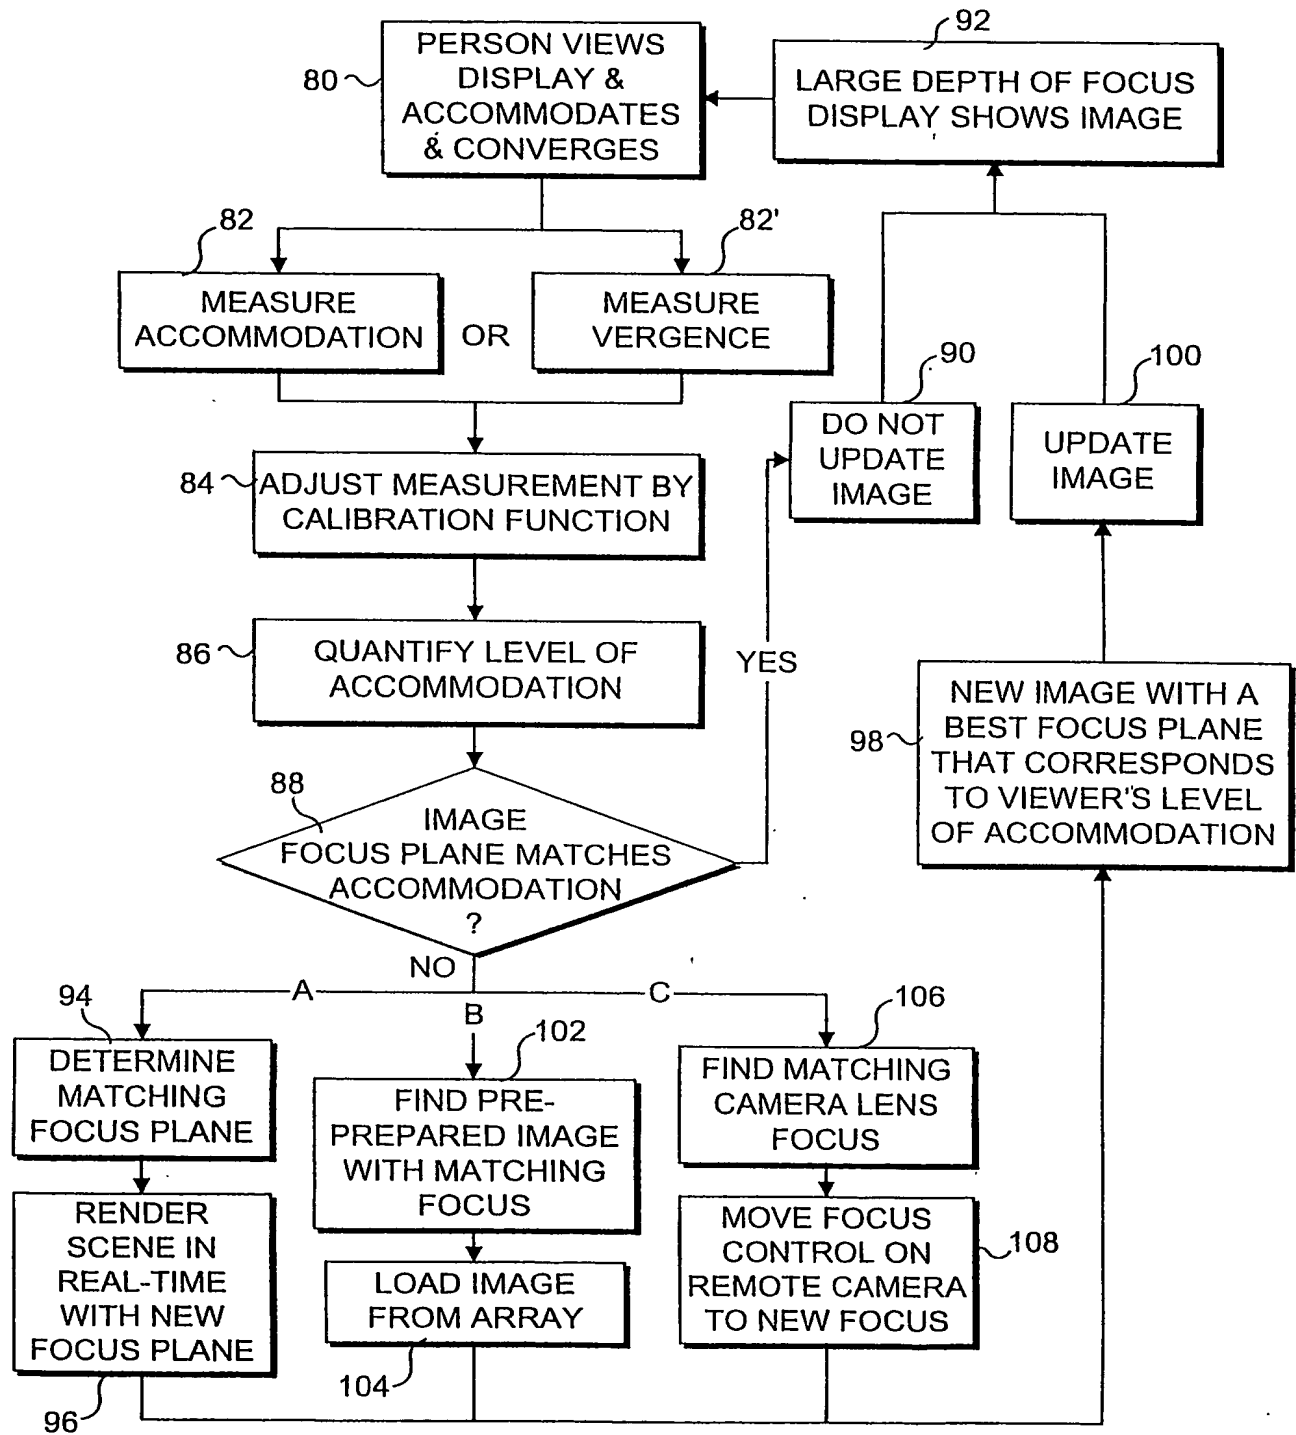 92
PERSON VIEWS
DISPLAY &
ACCOMMODATES
& CONVERGES
80
LARGE DEPTH OF FOCUS
DISPLAY SHOWS IMAGE
82
82'
MEASURE
ACCOMMODATION
OR
MEASURE
VERGENCE
90
100
DO NOT
UPDATE
IMAGE
UPDATE
IMAGE
84
ADJUST MEASUREMENT BY
CALIBRATION FUNCTION
86
QUANTIFY LEVEL OF
ACCOMMODATION
YES
98
NEW IMAGE WITH A
BEST FOCUS PLANE
THAT CORRESPONDS
TO VIEWER'S LEVEL
OF ACCOMMODATION
88
IMAGE
FOCUS PLANE MATCHES
ACCOMMODATION
?
NO
A
B
C
94
DETERMINE
MATCHING
FOCUS PLANE
102
FIND PRE-
PREPARED IMAGE
WITH MATCHING
FOCUS
106
FIND MATCHING
CAMERA LENS
FOCUS
RENDER
SCENE IN
REAL-TIME
WITH NEW
FOCUS PLANE
96
LOAD IMAGE
FROM ARRAY
104
MOVE FOCUS
CONTROL ON
REMOTE CAMERA
TO NEW FOCUS
108